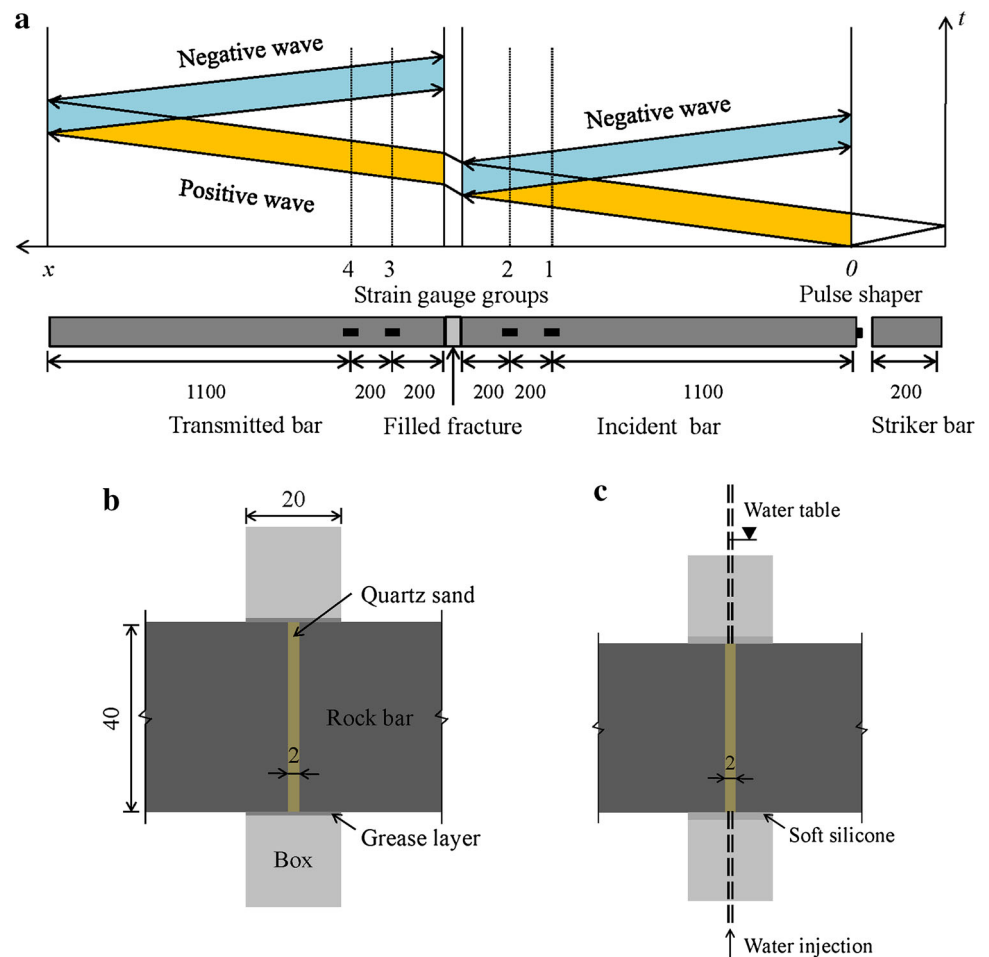 a
t
Negative wave
Negative wave
Positive wave
x
4
3
2
1
0
Strain gauge groups
Pulse shaper
1100
200
200
200
200
1100
200
Transmitted bar
Filled fracture
Incident bar
Striker bar
b
20
Quartz sand
40
Rock bar
2
Grease layer
Box
c
Water table
2
Soft silicone
Water injection